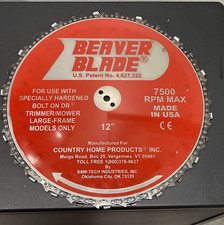 BEAVER
BLADE®
U.S. Patent No. 4,627,322
FOR USE WITH
SPECIALLY HARDENED
BOLT ON DR®
TRIMMER/MOWER
LARGE-FRAME
MODELS ONLY
7500
RPM MAX
MADE
IN USA
CE
12"
Manufactured For
COUNTRY HOME PRODUCTS® INC.
Meigs Road, Box 25, Vergennes, VT 05491
TOLL FREE 1(800)376-9637
By
SAN-TECH INDUSTRIES, INC.
Oklahoma City, OK 73129